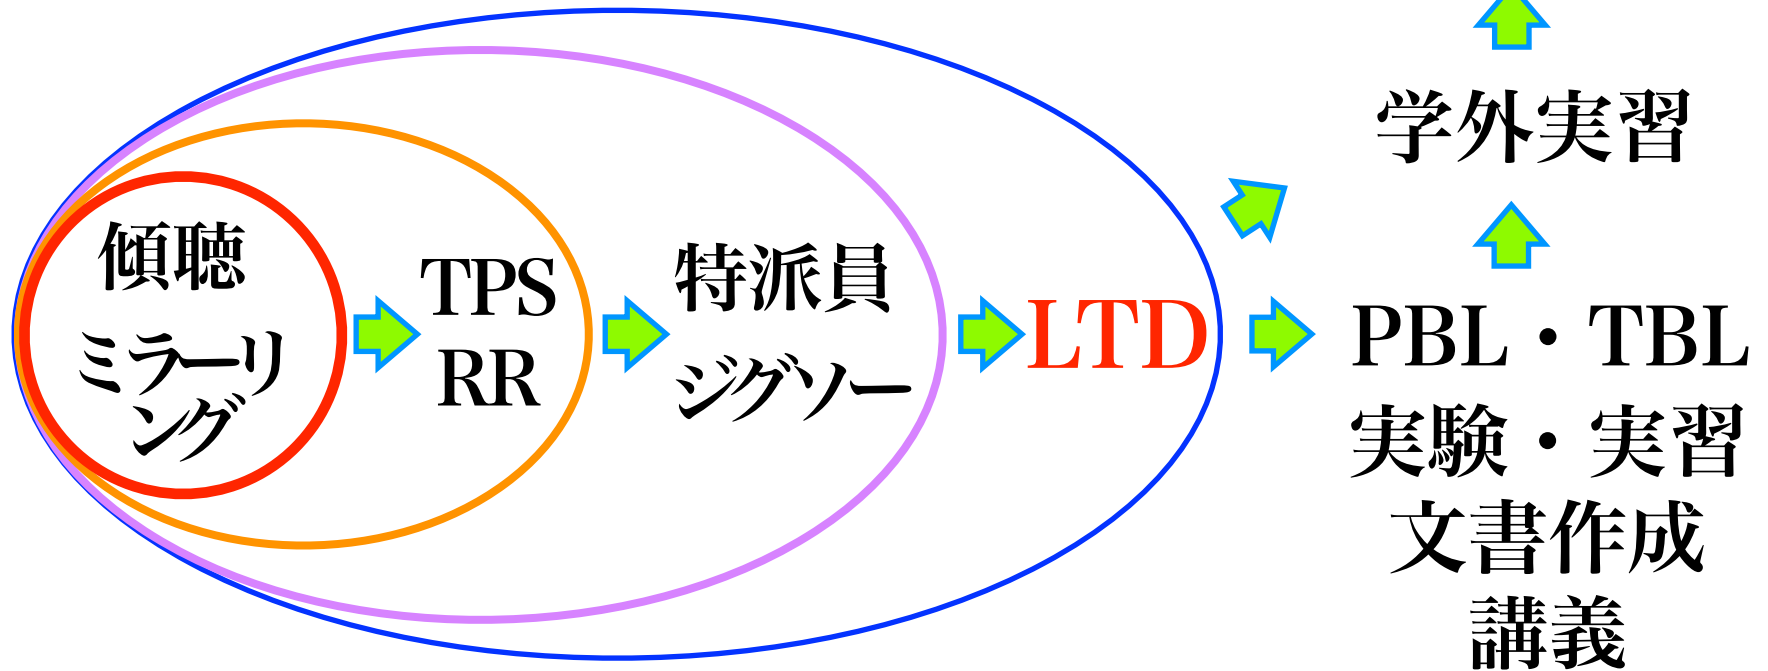 傾聴
ミラーリ
ング
TPS
RR
特派員
ジグソー
LTD
学外実習
PBL・TBL
実験・実習
文書作成
講義